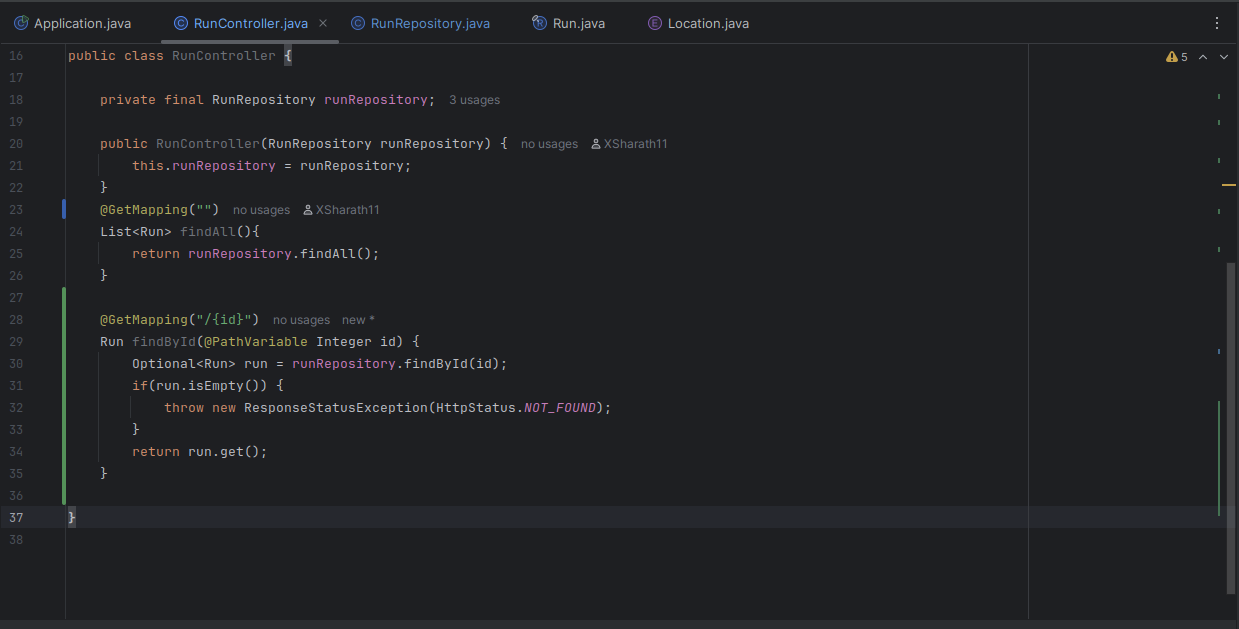 Application.java RunController.java RunRepository.java Run.java Location.java
16 public class RunController { 5
17
18 private final RunRepository runRepository; 3 usages
19
20 public RunController(RunRepository runRepository) { no usages XSharath11
21 this.runRepository = runRepository;
22 }
23 @GetMapping("") no usages XSharath11
24 List<Run> findAll(){
25 return runRepository.findAll();
26 }
27
28 @GetMapping("/{id}") no usages new *
29 Run findById(@PathVariable Integer id) {
30 Optional<Run> run = runRepository.findById(id);
31 if(run.isEmpty()) {
32 throw new ResponseStatusException(HttpStatus.NOT_FOUND);
33 }
34 return run.get();
35 }
36
37 }
38